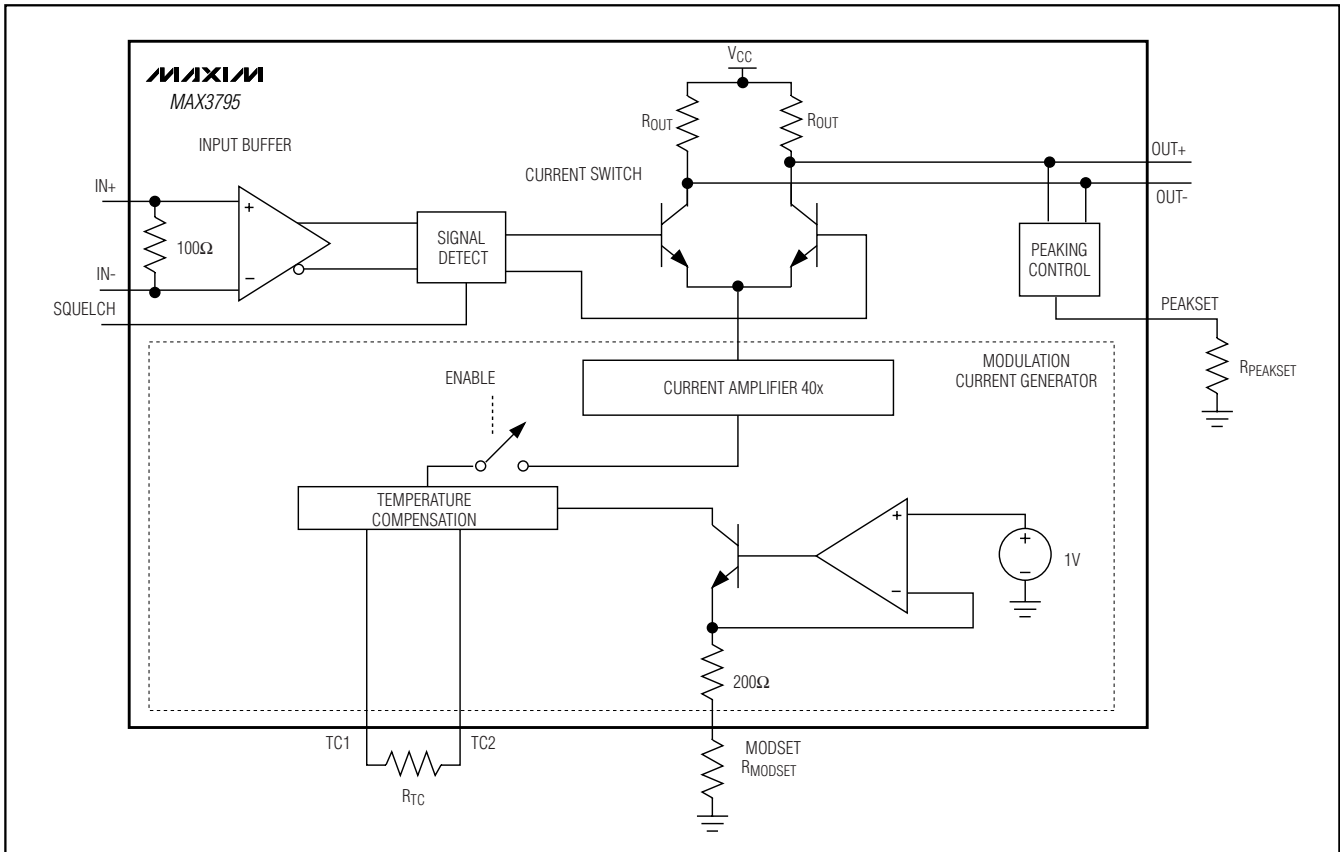 VCC
MAXIM
MAX3795
ROUT
ROUT
INPUT BUFFER
OUT+
CURRENT SWITCH
IN+
OUT-
+
SIGNAL
DETECT
100Ω
PEAKING
CONTROL
IN-
−
SQUELCH
PEAKSET
MODULATION
CURRENT GENERATOR
RPEAKSET
ENABLE
CURRENT AMPLIFIER 40x
TEMPERATURE
COMPENSATION
+
+
1V
−
−
200Ω
TC1
TC2
MODSET
RMODSET
RTC